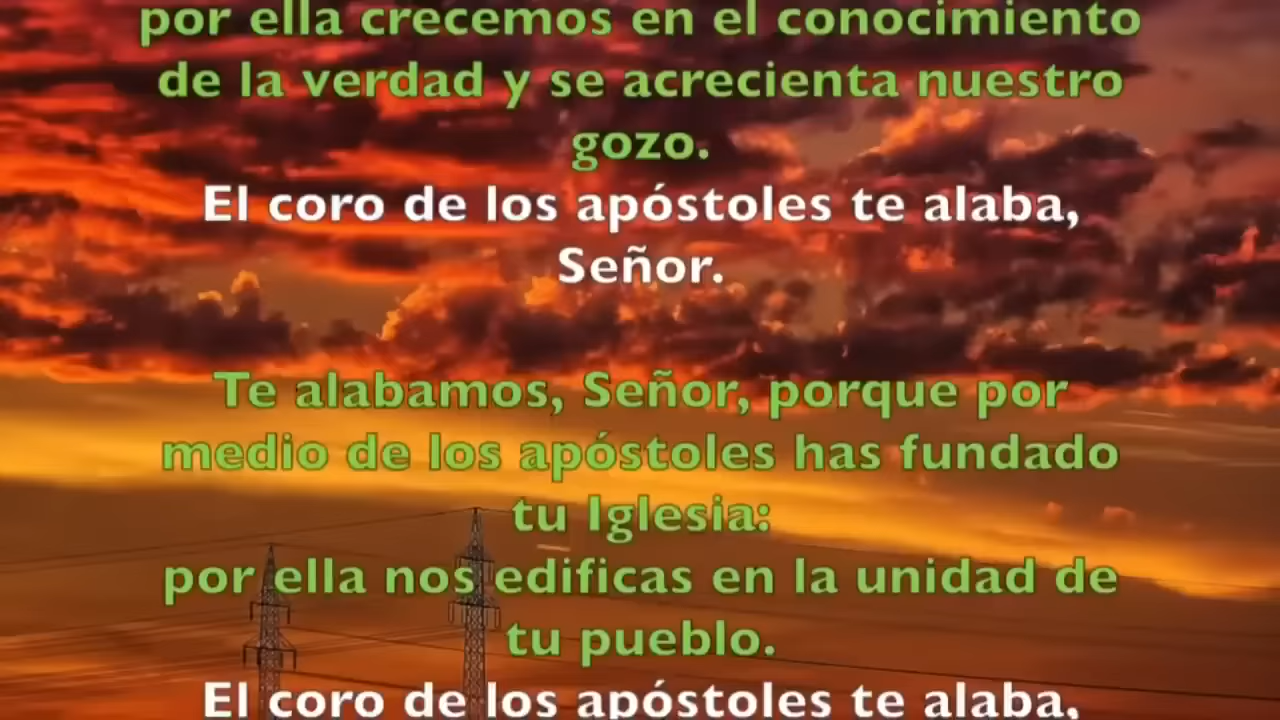 por ella crecemos en el conocimiento
de la verdad y se acrecienta nuestro
gozo.
El coro de los apóstoles te alaba,
Señor.
Te alabamos, Señor, porque por
medio de los apóstoles has fundado
tu Iglesia:
por ella nos edificas en la unidad de
tu pueblo.
El coro de los apóstoles te alaba,